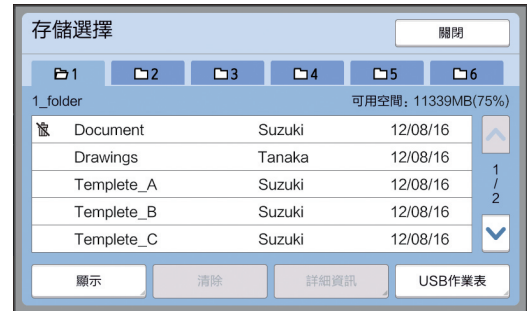 存儲選擇 關閉
1 2 3 4 5 6
1_folder 可用空間：11339MB(75%)
Document Suzuki 12/08/16
Drawings Tanaka 12/08/16
Templete_A Suzuki 12/08/16
Templete_B Suzuki 12/08/16
Templete_C Suzuki 12/08/16
1
/
2
顯示 清除 詳細資訊 USB作業表